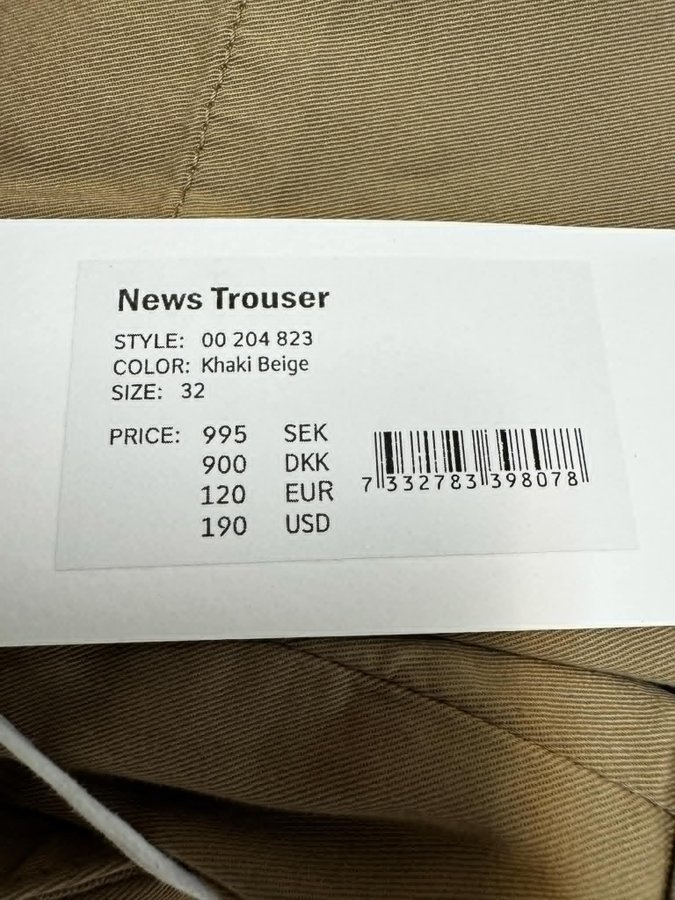 News Trouser
STYLE: 00 204 823
COLOR: Khaki Beige
SIZE: 32
PRICE: 995 SEK
900 DKK
120 EUR
190 USD
7 332783 398078